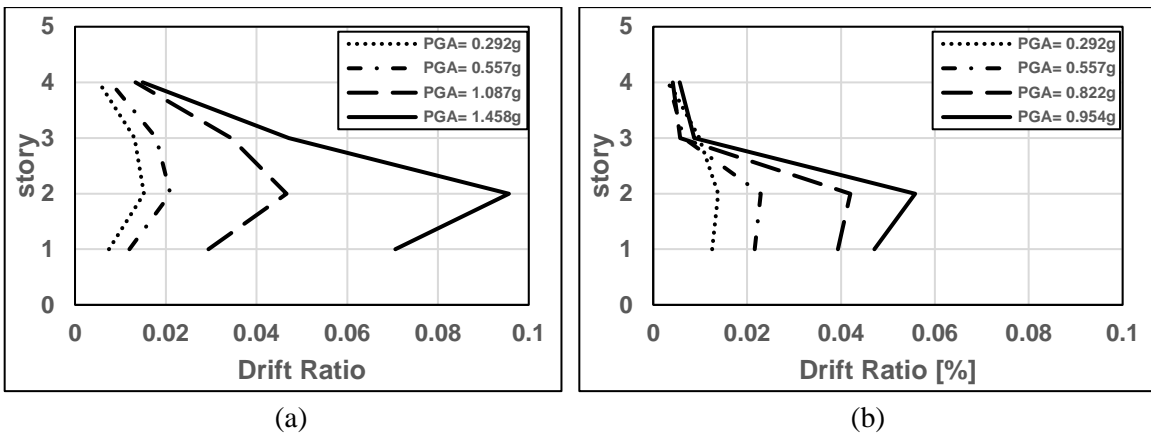 5
4
3
2
1
0
story
0 0.02 0.04 0.06 0.08 0.1
Drift Ratio
PGA= 0.292g
PGA= 0.557g
PGA= 1.087g
PGA= 1.458g
(a)
5
4
3
2
1
0
story
0 0.02 0.04 0.06 0.08 0.1
Drift Ratio [%]
PGA= 0.292g
PGA= 0.557g
PGA= 0.822g
PGA= 0.954g
(b)